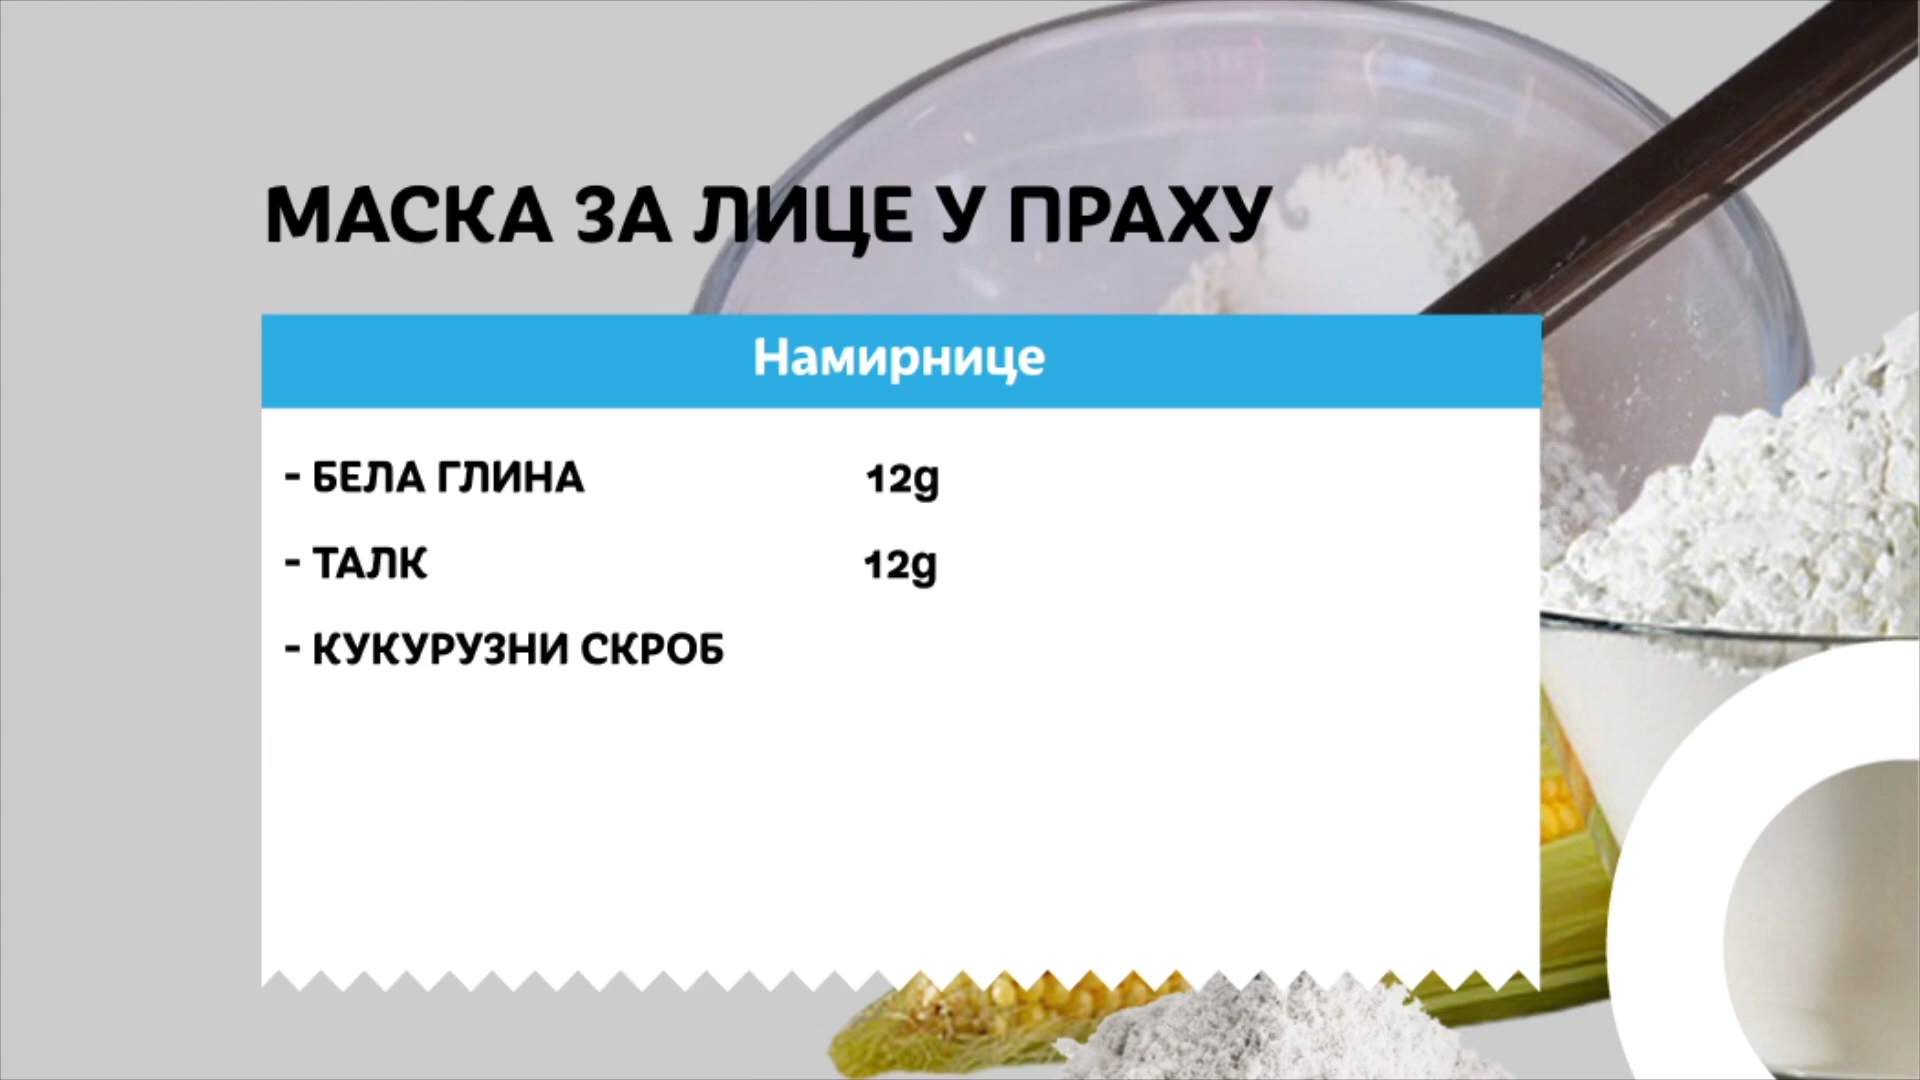 МАСКА ЗА ЛИЦЕ У ПРАХУ
Намирнице
- БЕЛА ГЛИНА 12g
- ТАЛК 12g
- КУКУРУЗНИ СКРОБ